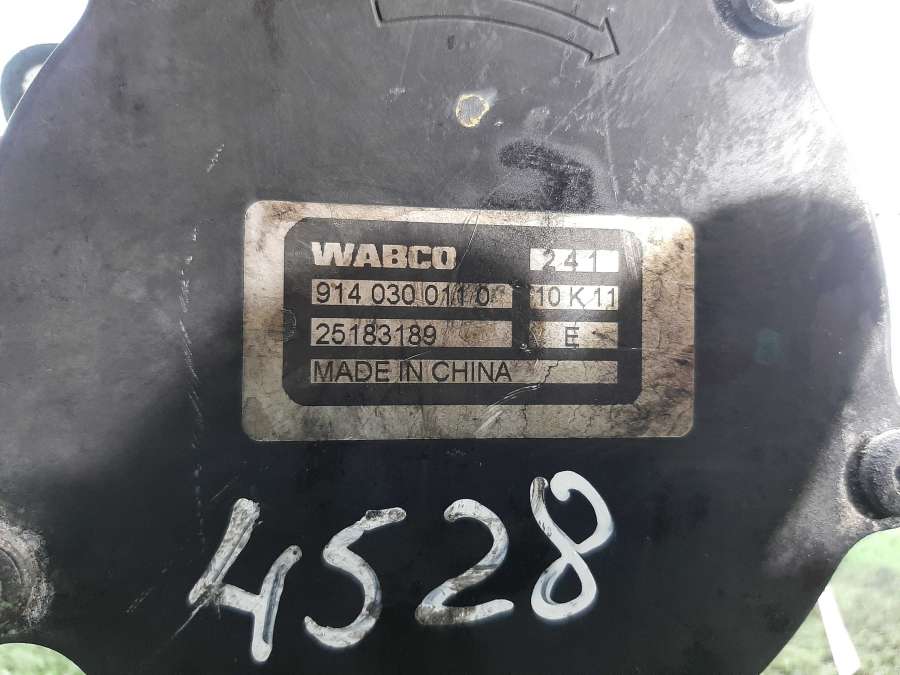 WABCO 241
914 030 011 0 10 K 11
25183189 E
MADE IN CHINA
4528